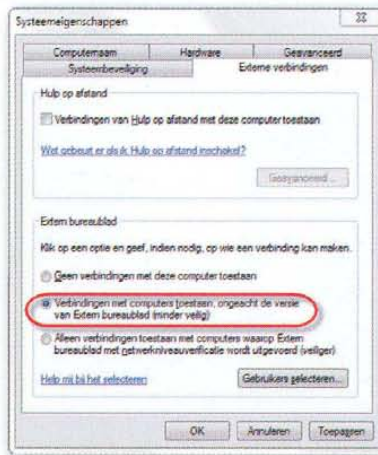 Systeemeigenschappen
Computernaam Hardware Geavanceerd
Systeembeveiliging Externe verbindingen
Hulp op afstand
Verbindingen van Hulp op afstand met deze computer toestaan
Wat gebeurt er als ik Hulp op afstand inschakel?
Geavanceerd...
Extern bureaublad
Klik op een optie en geef, indien nodig, op wie een verbinding kan maken.
Geen verbindingen met deze computer toestaan
Verbindingen met computers toestaan, ongeacht de versie
van Extern bureaublad (minder veilig)
Alleen verbindingen toestaan met computers waarop Extern
bureaublad met netwerkniveauverificatie wordt uitgevoerd (veiliger)
Help mij bij het selecteren
Gebruikers selecteren...
OK Annuleren Toepassen